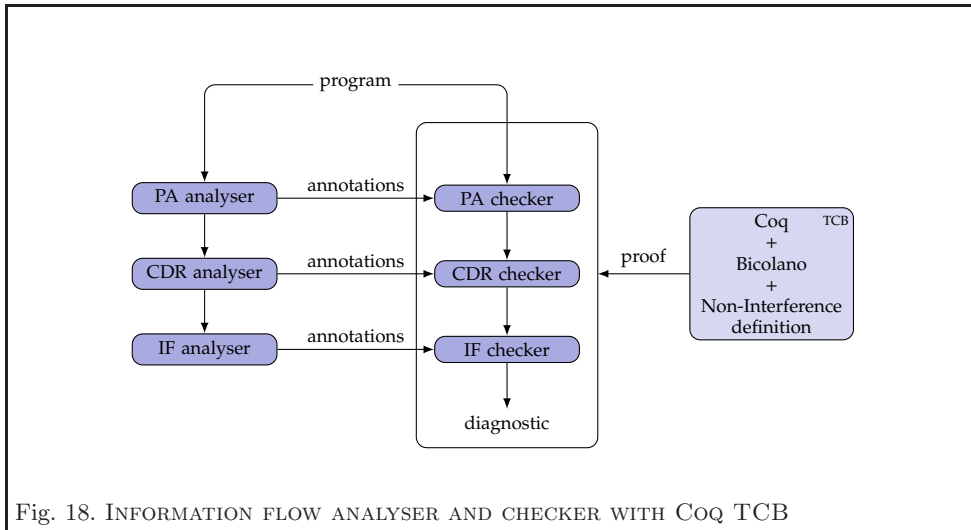 program
PA analyser
annotations
PA checker
CDR analyser
annotations
CDR checker
IF analyser
annotations
IF checker
diagnostic
proof
Coq
TCB
+
Bicolano
+
Non-Interference
definition
Fig. 18. INFORMATION FLOW ANALYSER AND CHECKER WITH COQ TCB